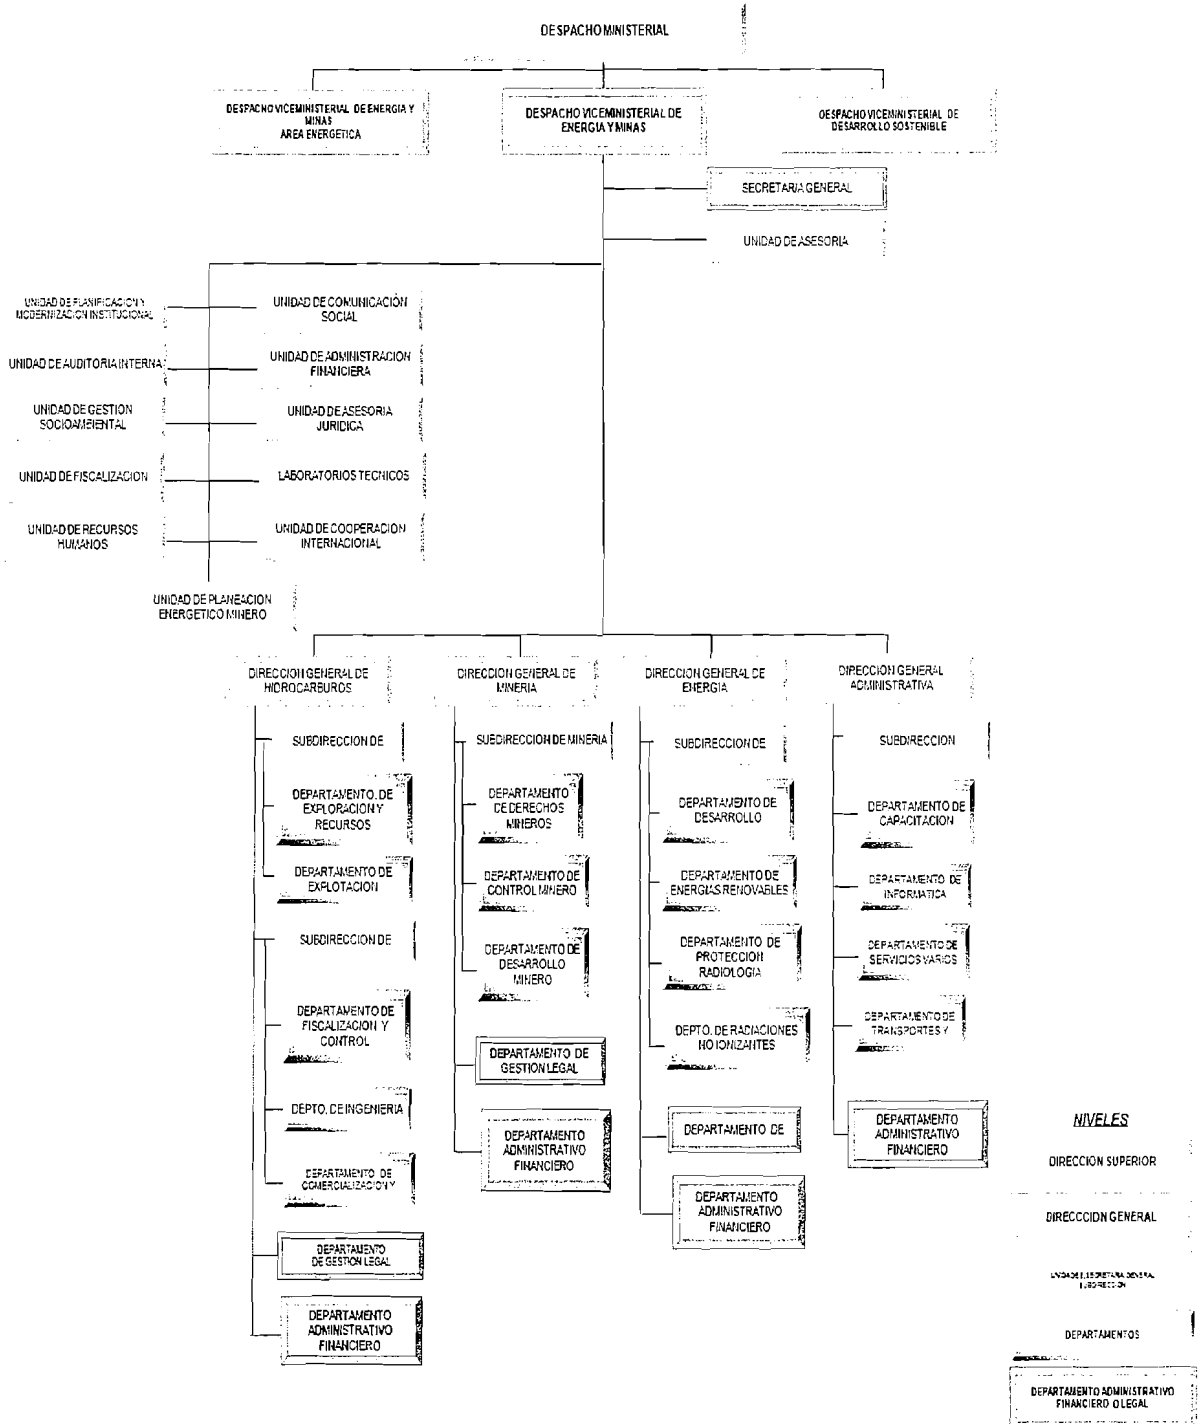 DESPACHO MINISTERIAL
DESPACHO VICEMINISTERIAL DE ENERGIA Y
MINAS
AREA ENERGETICA
DESPACHO VICEMINISTERIAL DE
ENERGIA Y MINAS
DESPACHO VICEMINISTERIAL DE
DESARROLLO SOSTENIBLE
SECRETARIA GENERAL
UNIDAD DE ASESORIA
UNIDAD DE PLANIFICACION Y
MODERNIZACION INSTITUCIONAL
UNIDAD DE COMUNICACIÓN
SOCIAL
UNIDAD DE AUDITORIA INTERNA
UNIDAD DE ADMINISTRACION
FINANCIERA
UNIDAD DE GESTION
SOCIOAMBIENTAL
UNIDAD DE ASESORIA
JURIDICA
UNIDAD DE FISCALIZACION
LABORATORIOS TECNICOS
UNIDAD DE RECURSOS
HUMANOS
UNIDAD DE COOPERACION
INTERNACIONAL
UNIDAD DE PLANEACION
ENERGETICO MINERO
DIRECCION GENERAL DE
HIDROCARBUROS
SUBDIRECCION DE
DEPARTAMENTO. DE
EXPLORACION Y
RECURSOS
DEPARTAMENTO DE
EXPLOTACION
SUBDIRECCION DE
DEPARTAMENTO DE
FISCALIZACION Y
CONTROL
DEPTO. DE INGENIERIA
DEPARTAMENTO DE
COMERCIALIZACION Y
DEPARTAMENTO
DE GESTION LEGAL
DEPARTAMENTO
ADMINISTRATIVO
FINANCIERO
DIRECCION GENERAL DE
MINERIA
SUBDIRECCION DE MINERIA
DEPARTAMENTO
DE DERECHOS
MINEROS
DEPARTAMENTO DE
CONTROL MINERO
DEPARTAMENTO DE
DESARROLLO
MINERO
DEPARTAMENTO DE
GESTION LEGAL
DEPARTAMENTO
ADMINISTRATIVO
FINANCIERO
DIRECCION GENERAL DE
ENERGIA
SUBDIRECCION DE
DEPARTAMENTO DE
DESARROLLO
DEPARTAMENTO DE
ENERGIAS RENOVABLES
DEPARTAMENTO DE
PROTECCION
RADIOLOGIA
DEPTO. DE RADIACIONES
NO IONIZANTES
DEPARTAMENTO DE
DEPARTAMENTO
ADMINISTRATIVO
FINANCIERO
DIRECCION GENERAL
ADMINISTRATIVA
SUBDIRECCION
DEPARTAMENTO DE
CAPACITACION
DEPARTAMENTO DE
INFORMATICA
DEPARTAMENTO DE
SERVICIOS VARIOS
DEPARTAMENTO DE
TRANSPORTES Y
DEPARTAMENTO
ADMINISTRATIVO
FINANCIERO
NIVELES
DIRECCION SUPERIOR
DIRECCCION GENERAL
UNIDADES, SECRETARIA GENERAL
SUBDIRECCION
DEPARTAMENTOS
DEPARTAMENTO ADMINISTRATIVO
FINANCIERO O LEGAL